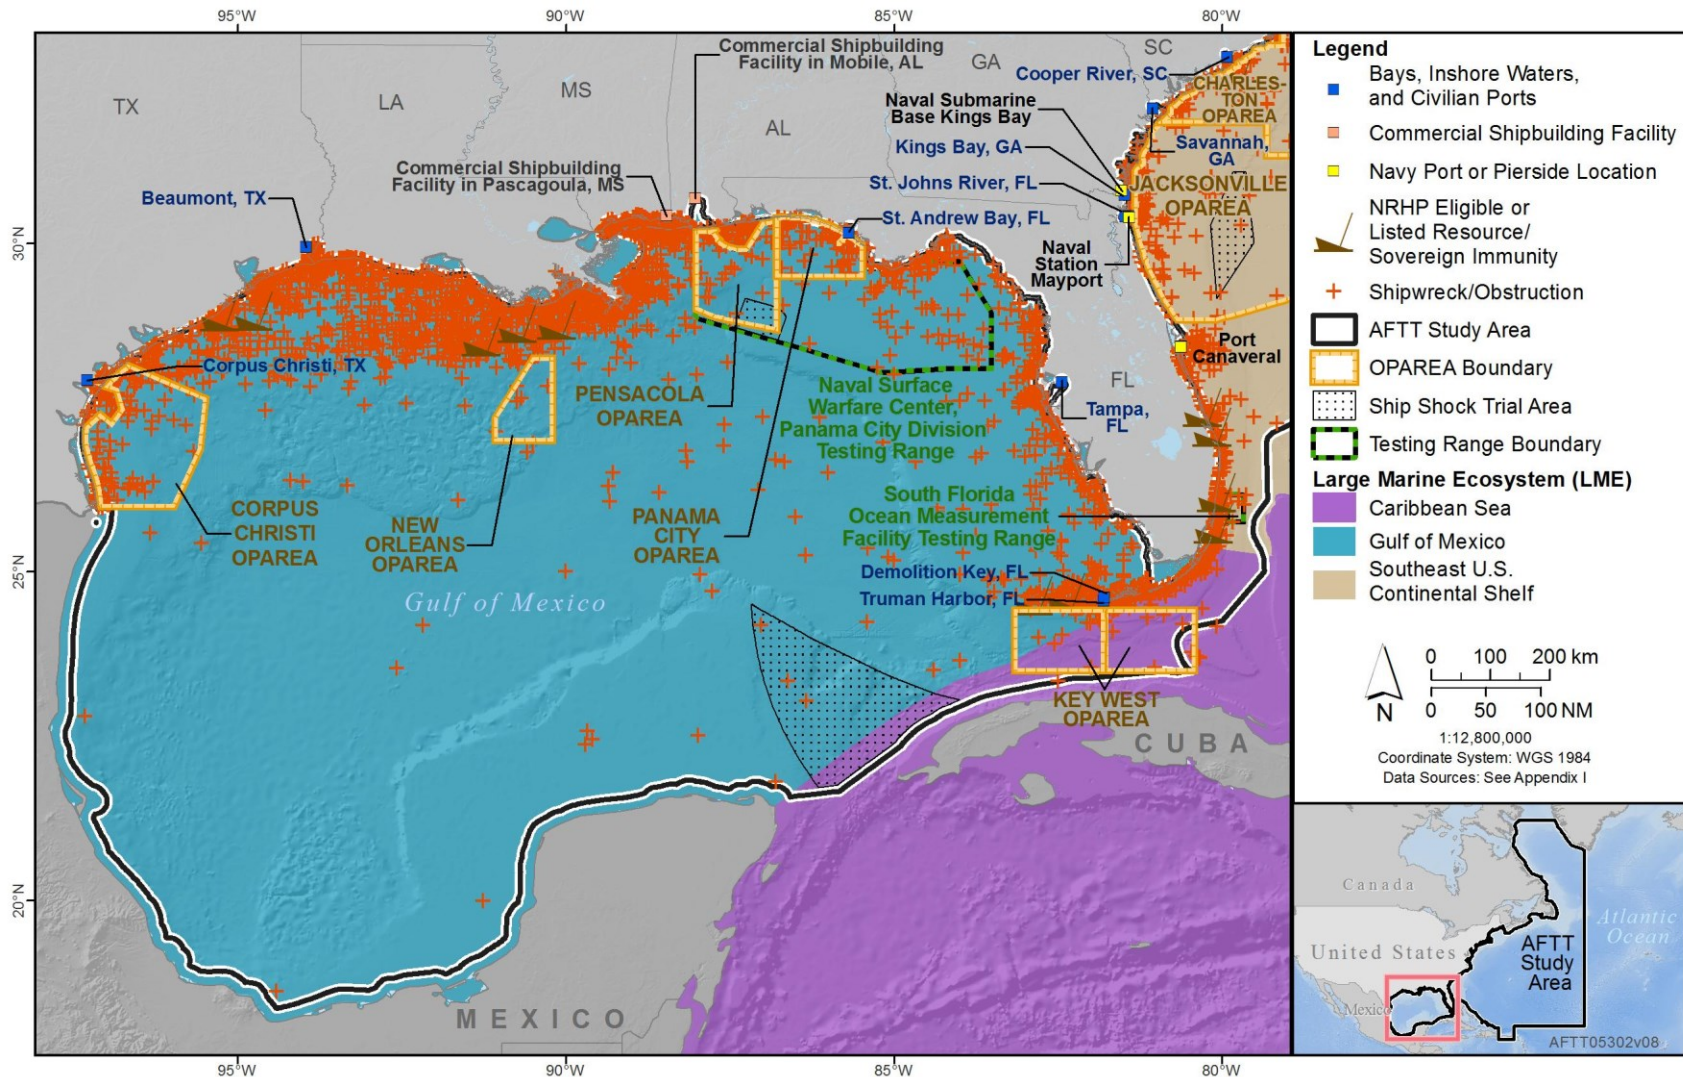 95°W
90°W
85°W
80°W
30°N
25°N
20°N
95°W
90°W
85°W
80°W
TX
LA
MS
AL
GA
SC
FL
Commercial Shipbuilding
Facility in Mobile, AL
Cooper River, SC
CHARLES-
TON
OPAREA
Naval Submarine
Base Kings Bay
Kings Bay, GA
Savannah,
GA
Commercial Shipbuilding
Facility in Pascagoula, MS
St. Johns River, FL
JACKSONVILLE
OPAREA
Beaumont, TX
St. Andrew Bay, FL
Naval
Station
Mayport
Port
Canaveral
Corpus Christi, TX
PENSACOLA
OPAREA
Naval Surface
Warfare Center,
Panama City Division
Testing Range
Tampa,
FL
CORPUS
CHRISTI
OPAREA
NEW
ORLEANS
OPAREA
PANAMA
CITY
OPAREA
South Florida
Ocean Measurement
Facility Testing Range
Demolition Key, FL
Truman Harbor, FL
Gulf of Mexico
KEY WEST
OPAREA
CUBA
MEXICO
Legend
Bays, Inshore Waters,
and Civilian Ports
Commercial Shipbuilding Facility
Navy Port or Pierside Location
NRHP Eligible or
Listed Resource/
Sovereign Immunity
Shipwreck/Obstruction
AFTT Study Area
OPAREA Boundary
Ship Shock Trial Area
Testing Range Boundary
Large Marine Ecosystem (LME)
Caribbean Sea
Gulf of Mexico
Southeast U.S.
Continental Shelf
N
0 100 200 km
0 50 100 NM
1:12,800,000
Coordinate System: WGS 1984
Data Sources: See Appendix I
Canada
United States
Mexico
Atlantic
Ocean
AFTT
Study
Area
AFTT05302v08